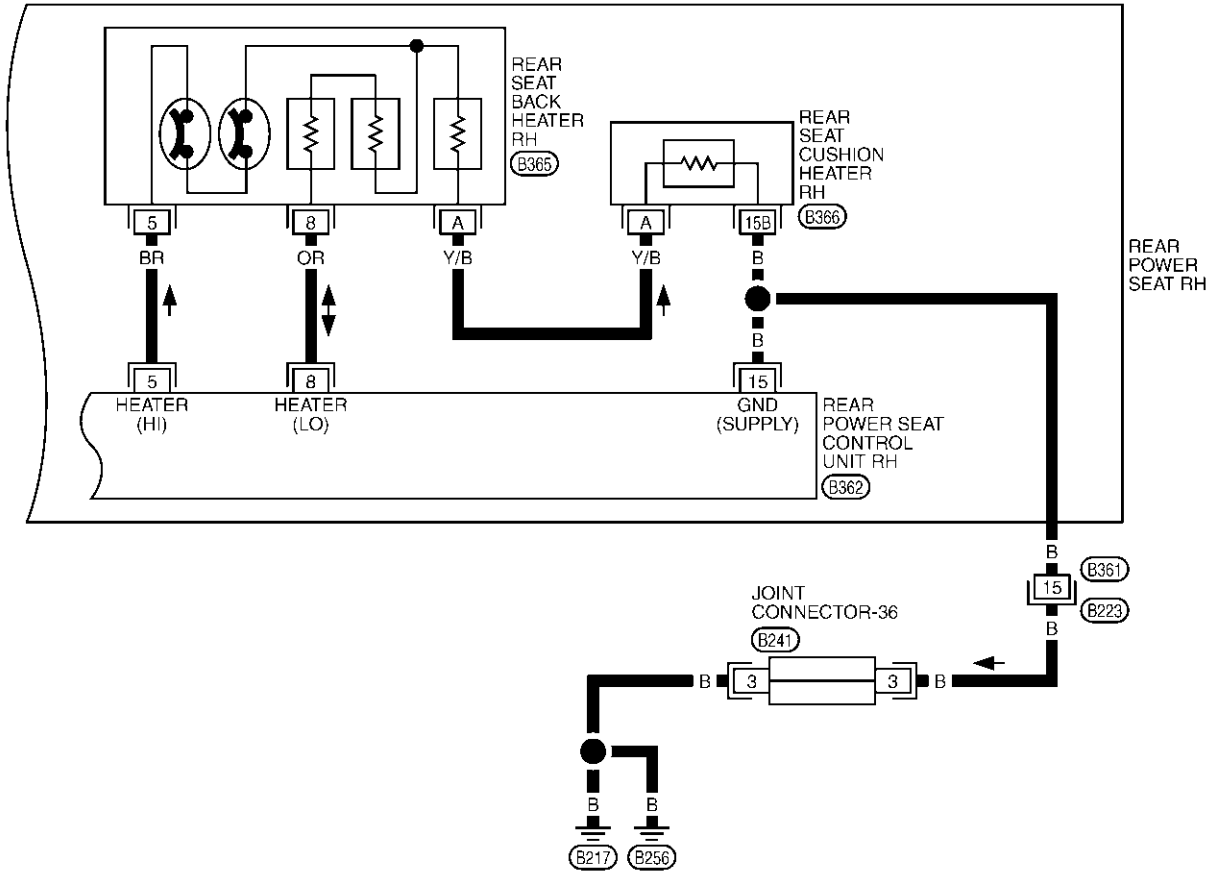 REAR
SEAT
BACK
HEATER
RH
B365
REAR
SEAT
CUSHION
HEATER
RH
B366
5
8
A
A
15B
BR
OR
Y/B
Y/B
B
REAR
POWER
SEAT RH
B
5
8
15
HEATER
(HI)
HEATER
(LO)
GND
(SUPPLY)
REAR
POWER SEAT
CONTROL
UNIT RH
B362
B
B361
15
B223
B
JOINT
CONNECTOR-36
B241
B
3
3
B
B
B
B217
B256